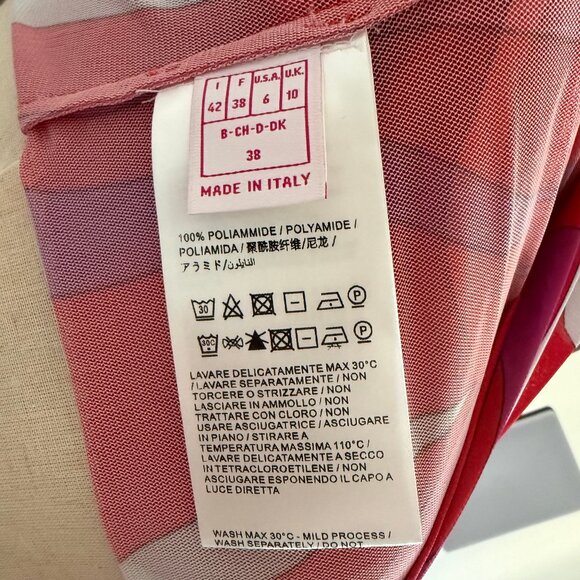 I F U.S.A. U.K.
42 38 6 10
B-CH-D-DK
38
MADE IN ITALY
100% POLIAMMIDE / POLYAMIDE /
POLIAMIDA / 聚酰胺纤维/尼龙 /
アラミド/ النايلون/
30 P
30°C P
LAVARE DELICATAMENTE MAX 30°C
/ LAVARE SEPARATAMENTE / NON
TORCERE O STRIZZARE / NON
LASCIARE IN AMMOLLO / NON
TRATTARE CON CLORO / NON
USARE ASCIUGATRICE / ASCIUGARE
IN PIANO / STIRARE A
TEMPERATURA MASSIMA 110°C /
LAVARE DELICATAMENTE A SECCO
IN TETRACLOROETILENE / NON
ASCIUGARE ESPONENDO IL CAPO A
LUCE DIRETTA
WASH MAX 30°C - MILD PROCESS /
WASH SEPARATELY / DO NOT